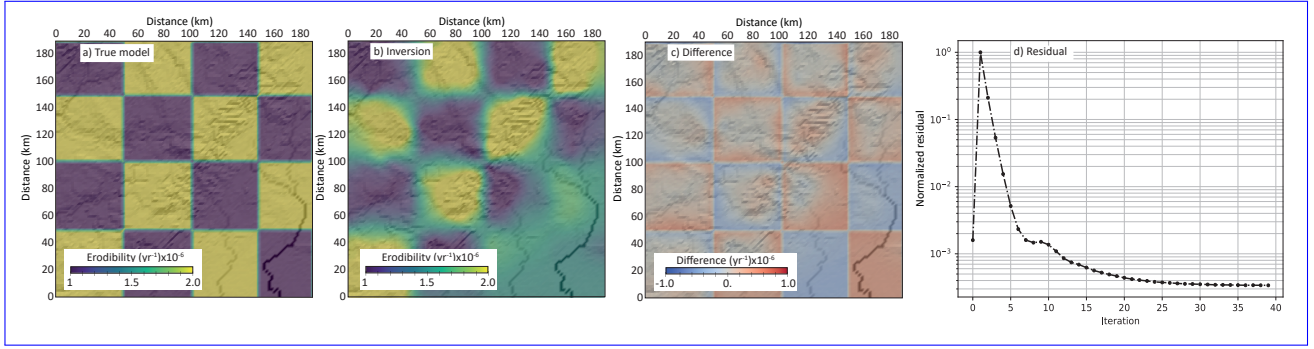 Distance (km)
0 20 40 60 80 100 120 140 160 180
a) True model
Distance (km)
180
160
140
120
100
80
60
40
20
0
Erodibility (yr⁻¹)x10⁻⁶
1 1.5 2.0
Distance (km)
0 20 40 60 80 100 120 140 160 180
b) Inversion
Distance (km)
180
160
140
120
100
80
60
40
20
0
Erodibility (yr⁻¹)x10⁻⁶
1 1.5 2.0
Distance (km)
0 20 40 60 80 100 120 140 160 180
c) Difference
Distance (km)
180
160
140
120
100
80
60
40
20
0
Difference (yr⁻¹)x10⁻⁶
-1.0 0. 1.0
d) Residual
Normalized residual
10⁰
10⁻¹
10⁻²
10⁻³
0 5 10 15 20 25 30 35 40
Iteration